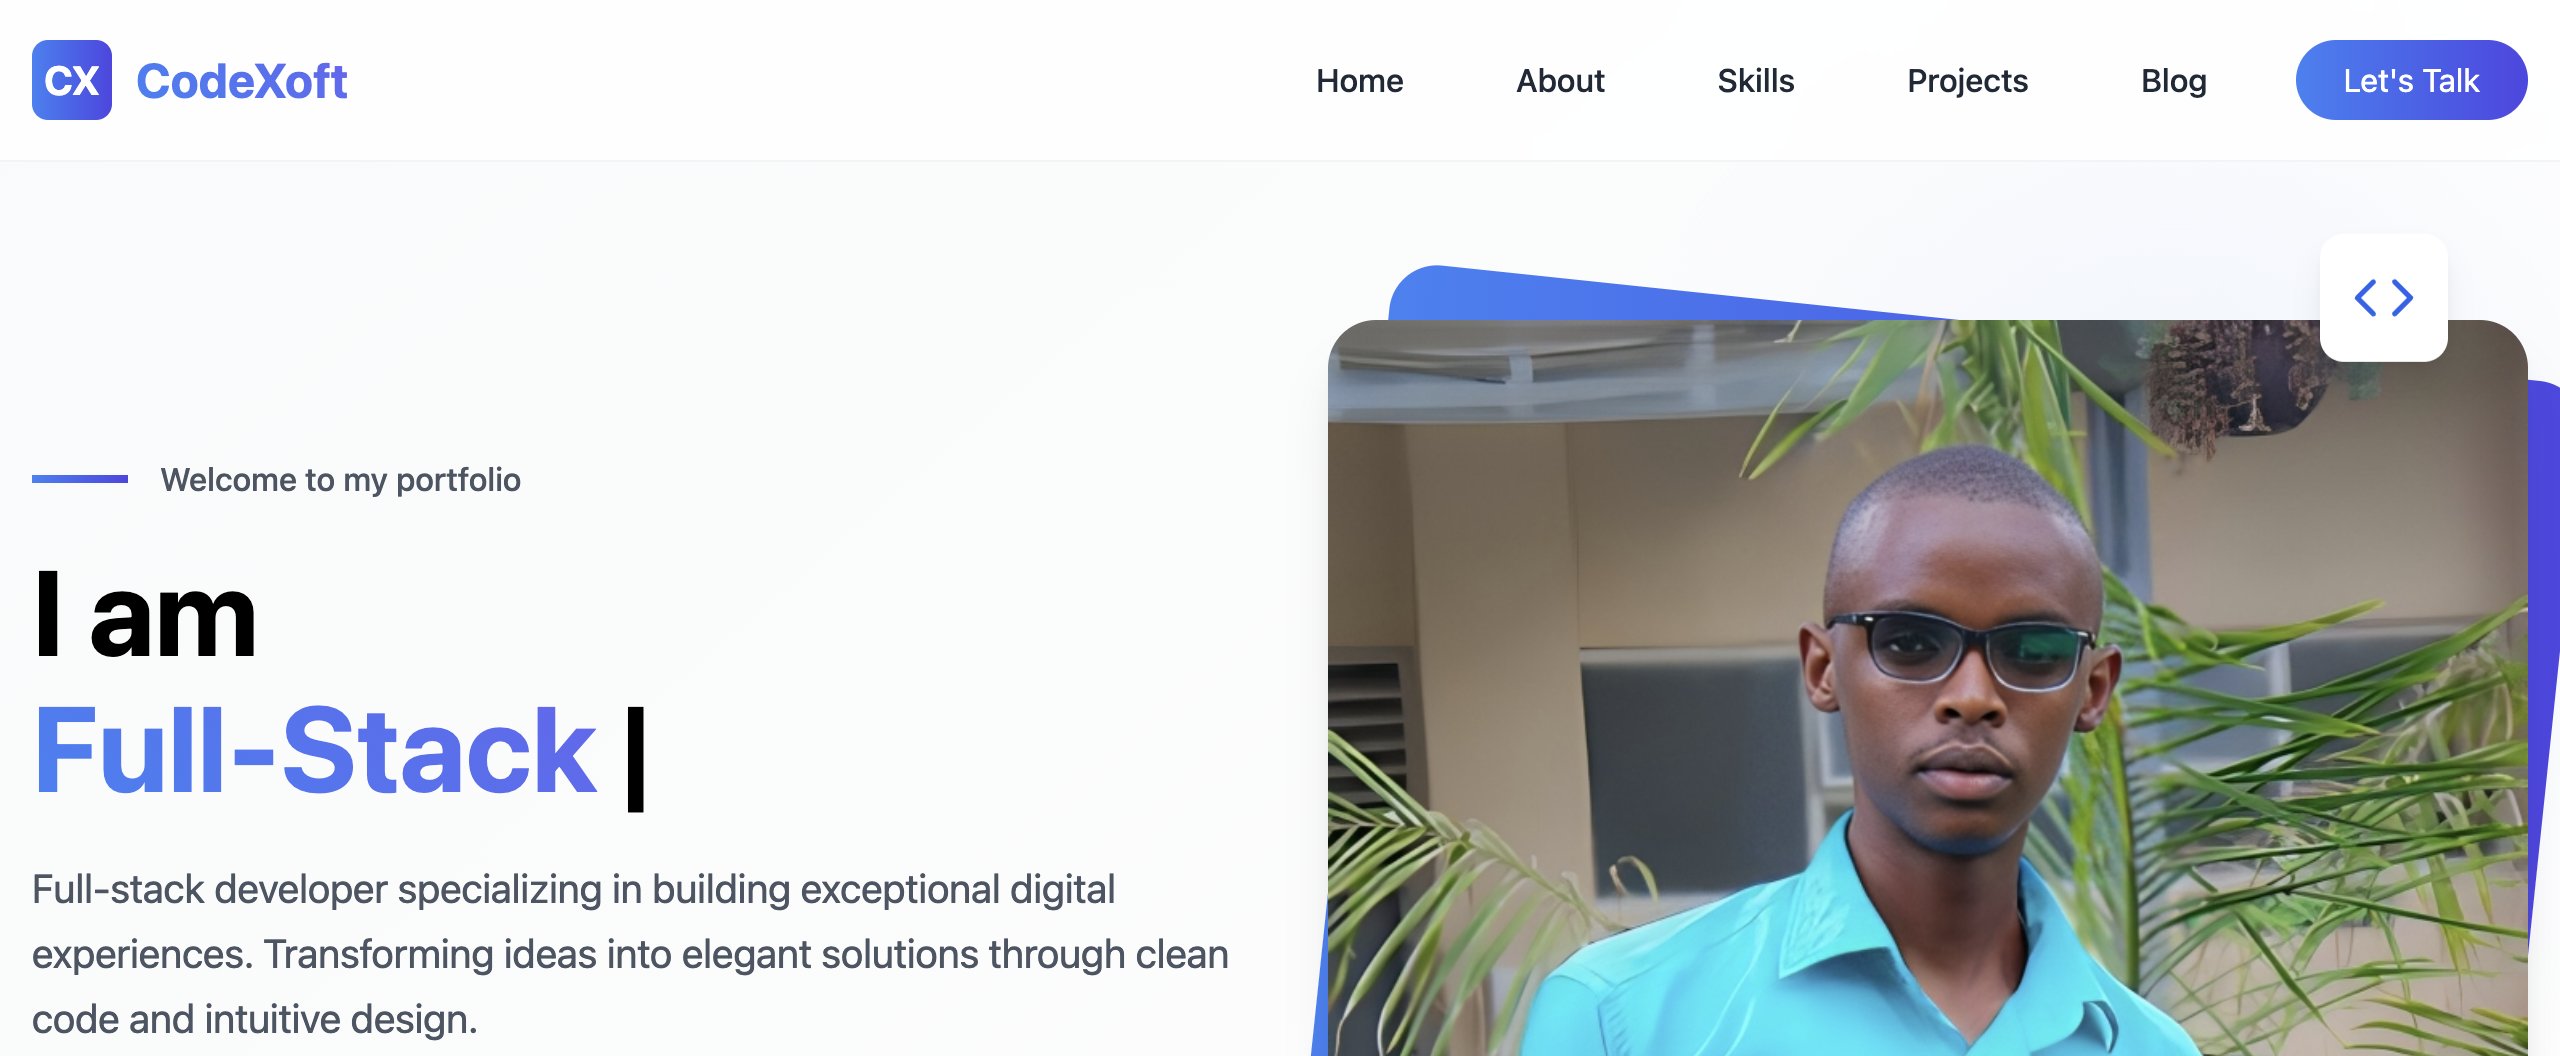 CX CodeXoft Home About Skills Projects Blog Let's Talk
Welcome to my portfolio
I am
Full-Stack |
Full-stack developer specializing in building exceptional digital
experiences. Transforming ideas into elegant solutions through clean
code and intuitive design.